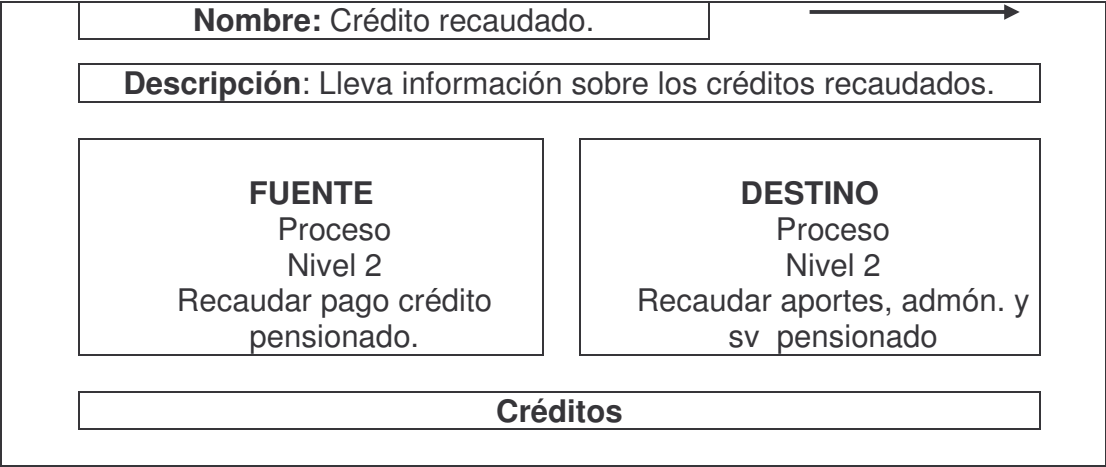 Nombre: Crédito recaudado.
Descripción: Lleva información sobre los créditos recaudados.
FUENTE
Proceso
Nivel 2
Recaudar pago crédito
pensionado.
DESTINO
Proceso
Nivel 2
Recaudar aportes, admón. y
sv pensionado
Créditos